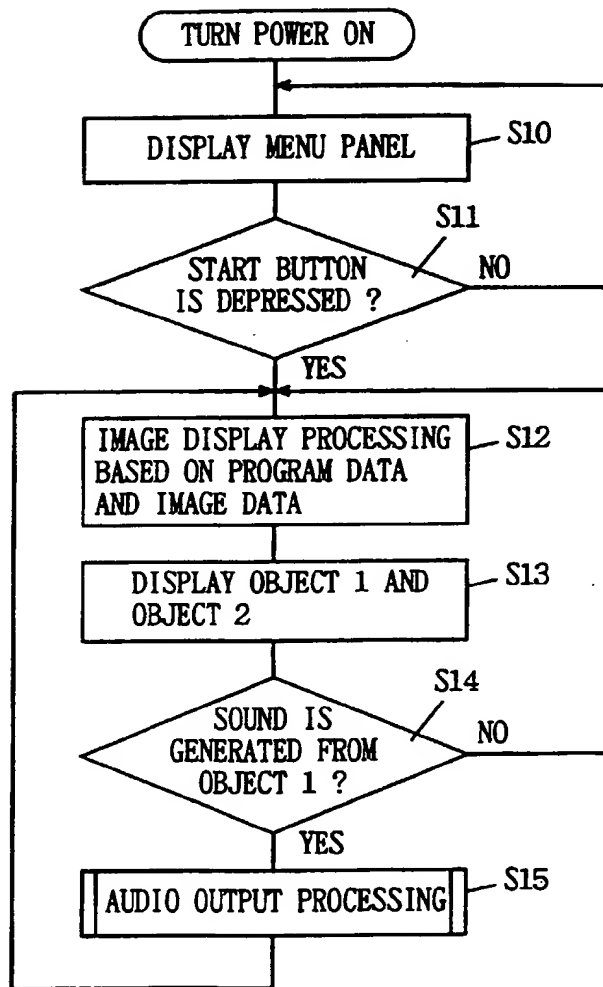 TURN POWER ON
DISPLAY MENU PANEL
S10
S11
START BUTTON
IS DEPRESSED ?
NO
YES
IMAGE DISPLAY PROCESSING
BASED ON PROGRAM DATA
AND IMAGE DATA
S12
DISPLAY OBJECT 1 AND
OBJECT 2
S13
S14
SOUND IS
GENERATED FROM
OBJECT 1 ?
NO
YES
AUDIO OUTPUT PROCESSING
S15